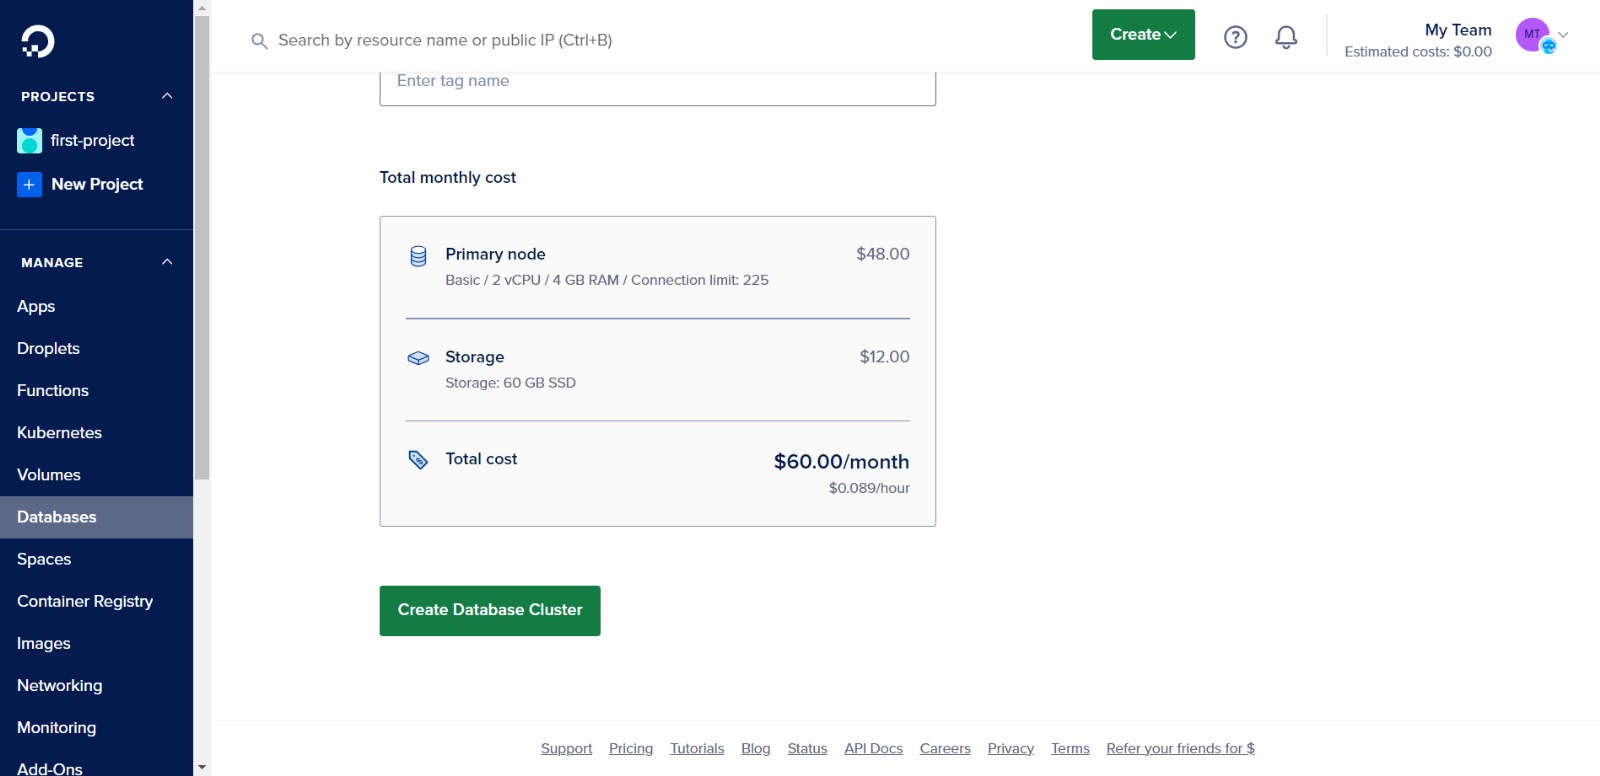 Search by resource name or public IP (Ctrl+B)
Create
?
My Team
Estimated costs: $0.00
MT
PROJECTS
first-project
+ New Project
MANAGE
Apps
Droplets
Functions
Kubernetes
Volumes
Databases
Spaces
Container Registry
Images
Networking
Monitoring
Add-Ons
Enter tag name
Total monthly cost
Primary node $48.00
Basic / 2 vCPU / 4 GB RAM / Connection limit: 225
Storage $12.00
Storage: 60 GB SSD
Total cost $60.00/month
$0.089/hour
Create Database Cluster
Support Pricing Tutorials Blog Status API Docs Careers Privacy Terms Refer your friends for $